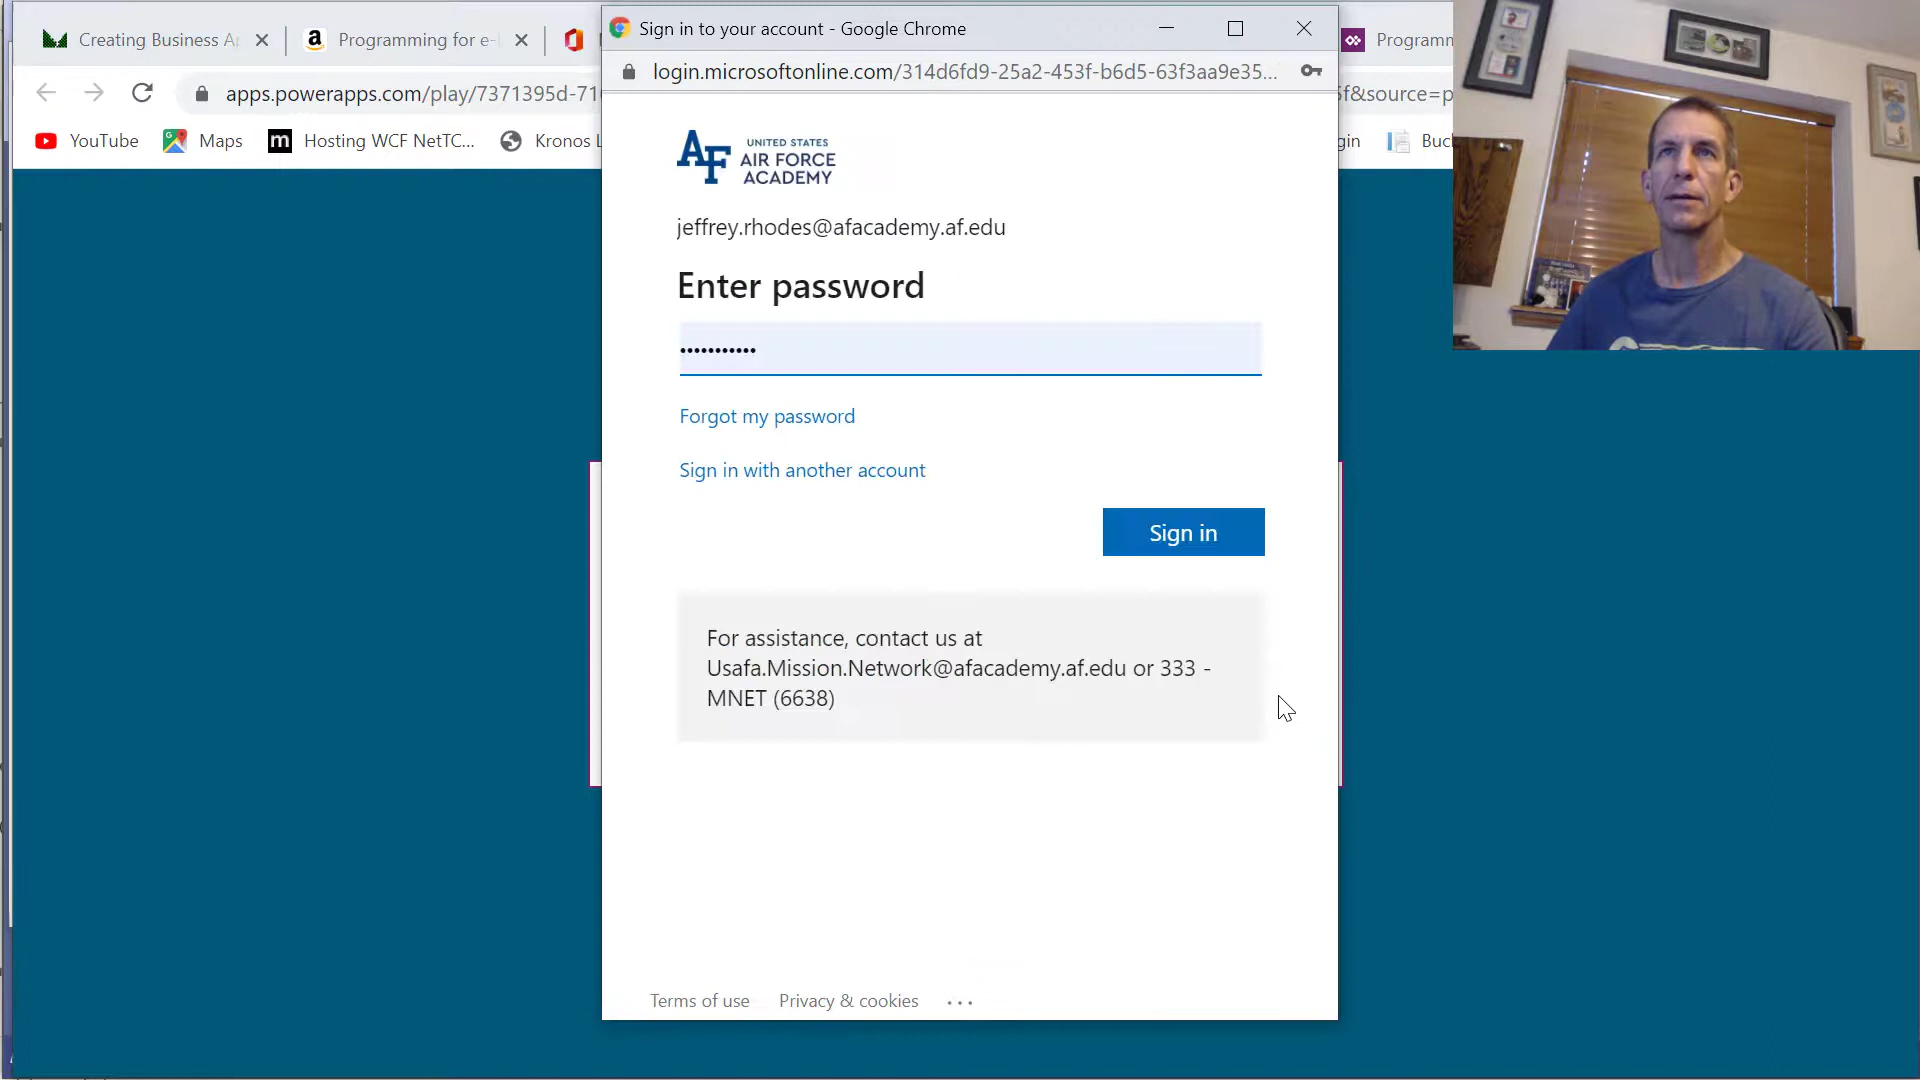 Sign in to your account - Google Chrome
Creating Business A
Programming for e-
Programm
login.microsoftonline.com/314d6fd9-25a2-453f-b6d5-63f3aa9e35...
apps.powerapps.com/play/7371395d-71
f&source=p
YouTube
Maps
Hosting WCF NetTC...
Kronos
gin
Buc
AF UNITED STATES
AIR FORCE
ACADEMY
jeffrey.rhodes@afacademy.af.edu
Enter password
Forgot my password
Sign in with another account
Sign in
For assistance, contact us at
Usafa.Mission.Network@afacademy.af.edu or 333 -
MNET (6638)
Terms of use
Privacy & cookies
...